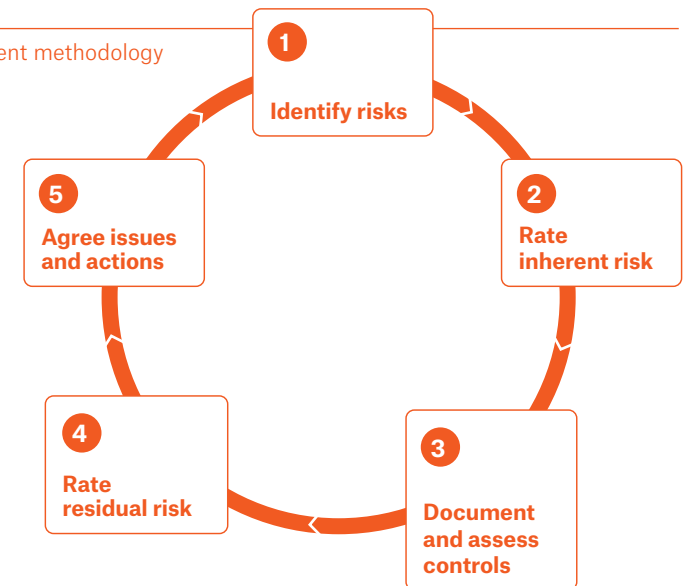 ent methodology
1
Identify risks
2
Rate
inherent risk
3
Document
and assess
controls
4
Rate
residual risk
5
Agree issues
and actions